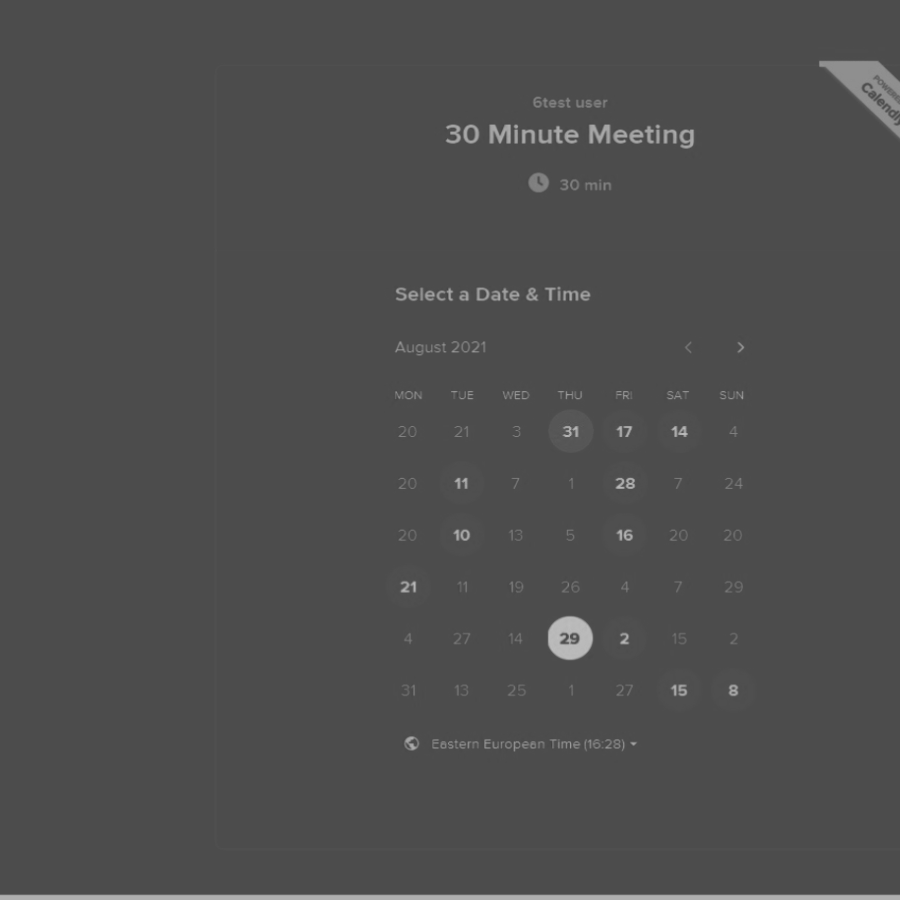 POWERED
Calendly
6test user
30 Minute Meeting
30 min
Select a Date & Time
August 2021
MON TUE WED THU FRI SAT SUN
20 21 3 31 17 14 4
20 11 7 1 28 7 24
20 10 13 5 16 20 20
21 11 19 26 4 7 29
4 27 14 29 2 15 2
31 13 25 1 27 15 8
Eastern European Time (16:28)